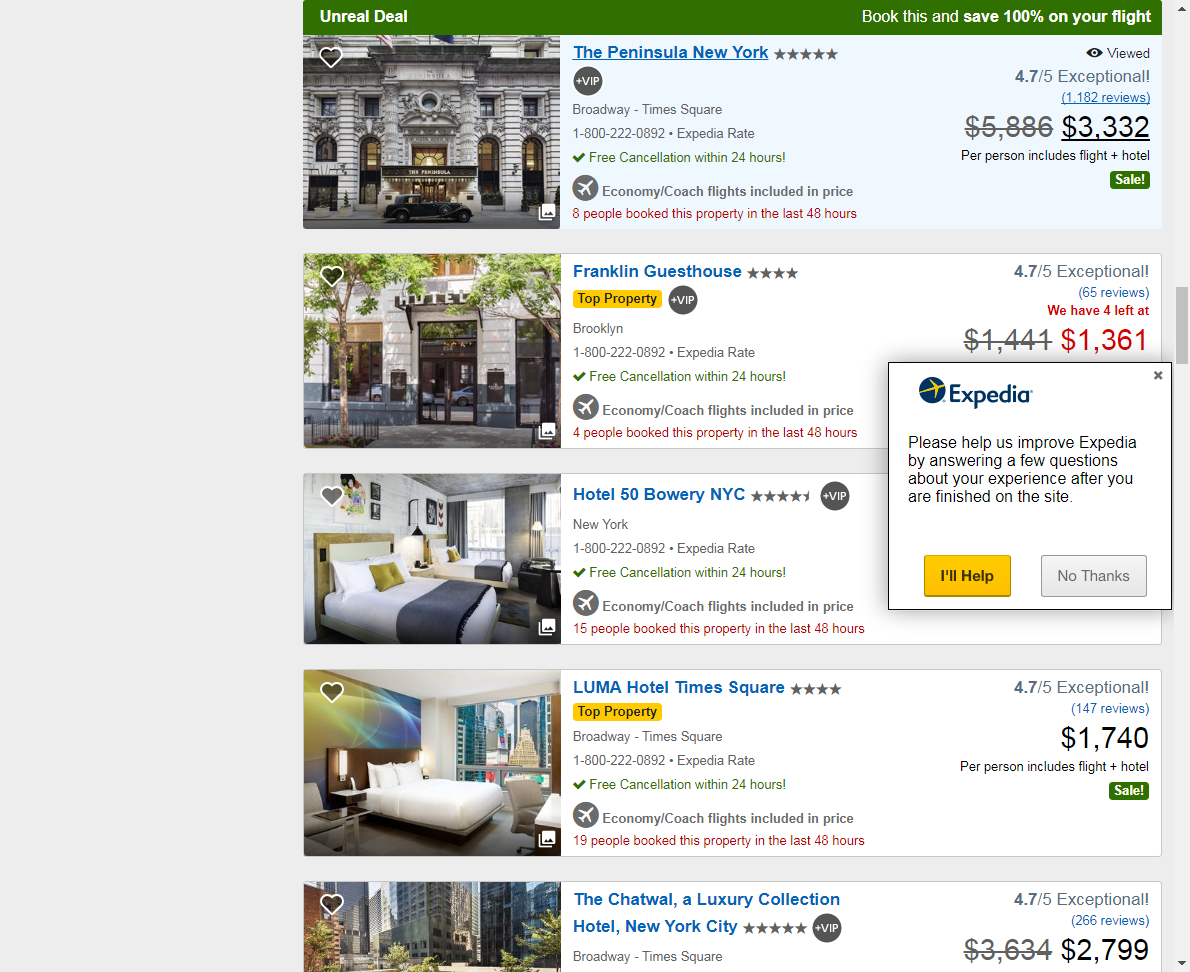 Unreal Deal
Book this and save 100% on your flight
The Peninsula New York
Viewed
+VIP
4.7/5 Exceptional!
(1,182 reviews)
Broadway - Times Square
$5,886 $3,332
1-800-222-0892 • Expedia Rate
Per person includes flight + hotel
Free Cancellation within 24 hours!
Sale!
Economy/Coach flights included in price
8 people booked this property in the last 48 hours
THE PENINSULA
Franklin Guesthouse
4.7/5 Exceptional!
Top Property +VIP
(65 reviews)
We have 4 left at
Brooklyn
$1,441 $1,361
1-800-222-0892 • Expedia Rate
Free Cancellation within 24 hours!
Economy/Coach flights included in price
4 people booked this property in the last 48 hours
Expedia
Please help us improve Expedia
by answering a few questions
about your experience after you
are finished on the site.
I'll Help
No Thanks
Hotel 50 Bowery NYC +VIP
New York
1-800-222-0892 • Expedia Rate
Free Cancellation within 24 hours!
Economy/Coach flights included in price
15 people booked this property in the last 48 hours
LUMA Hotel Times Square
4.7/5 Exceptional!
Top Property
(147 reviews)
Broadway - Times Square
$1,740
1-800-222-0892 • Expedia Rate
Per person includes flight + hotel
Free Cancellation within 24 hours!
Sale!
Economy/Coach flights included in price
19 people booked this property in the last 48 hours
The Chatwal, a Luxury Collection
Hotel, New York City +VIP
4.7/5 Exceptional!
(266 reviews)
Broadway - Times Square
$3,634 $2,799